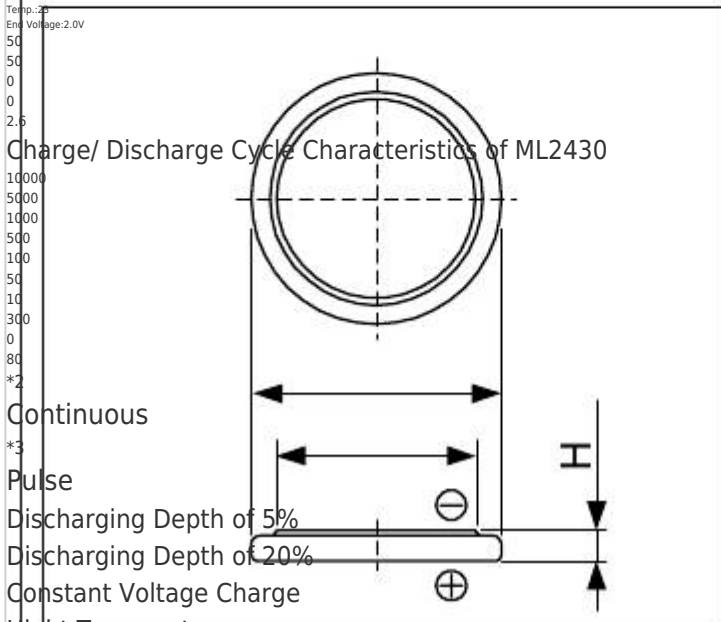 Temp.:23
End Voltage:2.0V
50
50
0
0
2.6
Charge/ Discharge Cycle Characteristics of ML2430
10000
5000
1000
500
100
50
10
300
0
80
*2
Continuous
*3
H
Pulse
Discharging Depth of 5%
Discharging Depth of 20%
Constant Voltage Charge